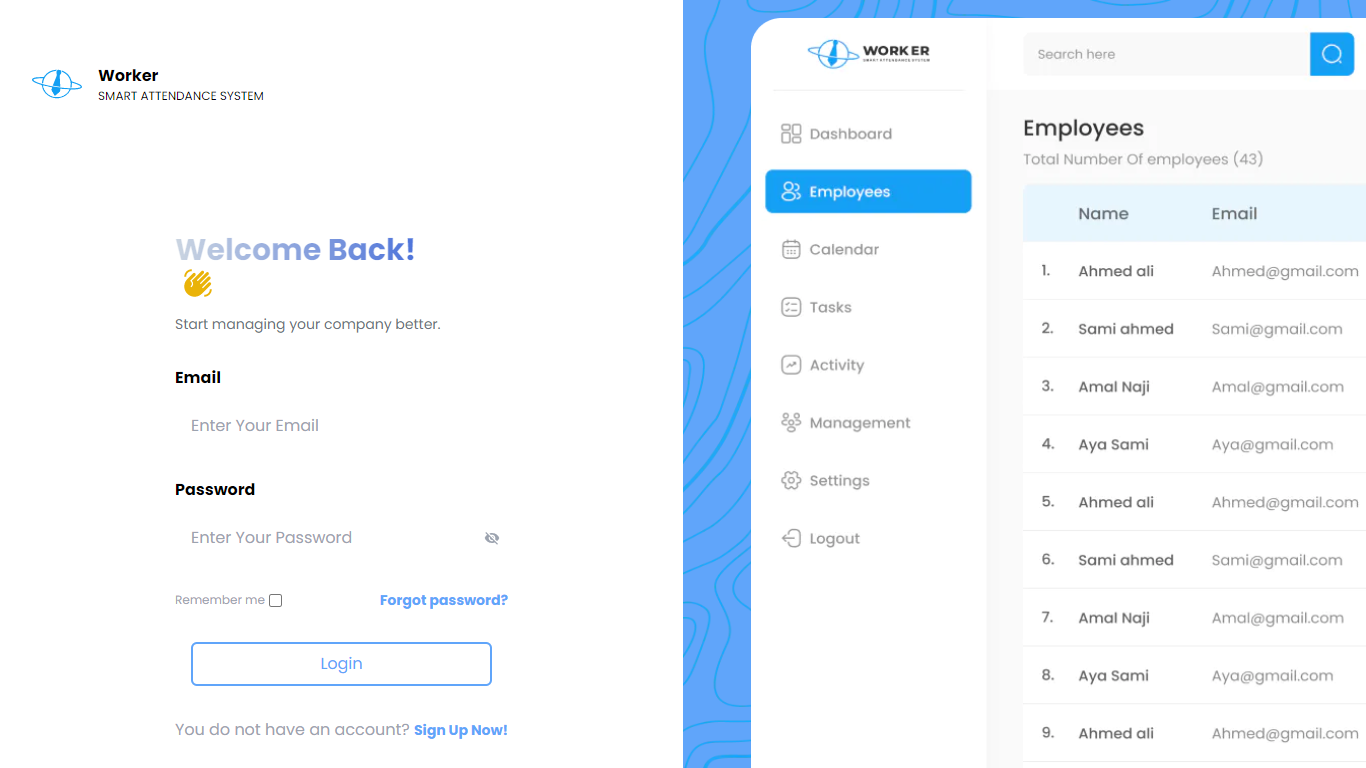 Worker
SMART ATTENDANCE SYSTEM
Welcome Back!
Start managing your company better.
Email
Enter Your Email
Password
Enter Your Password
Remember me
Forgot password?
Login
You do not have an account? Sign Up Now!
WORKER
SMART ATTENDANCE SYSTEM
Dashboard
Employees
Calendar
Tasks
Activity
Management
Settings
Logout
Search here
Employees
Total Number Of employees (43)
Name Email
1. Ahmed ali Ahmed@gmail.com
2. Sami ahmed Sami@gmail.com
3. Amal Naji Amal@gmail.com
4. Aya Sami Aya@gmail.com
5. Ahmed ali Ahmed@gmail.com
6. Sami ahmed Sami@gmail.com
7. Amal Naji Amal@gmail.com
8. Aya Sami Aya@gmail.com
9. Ahmed ali Ahmed@gmail.com